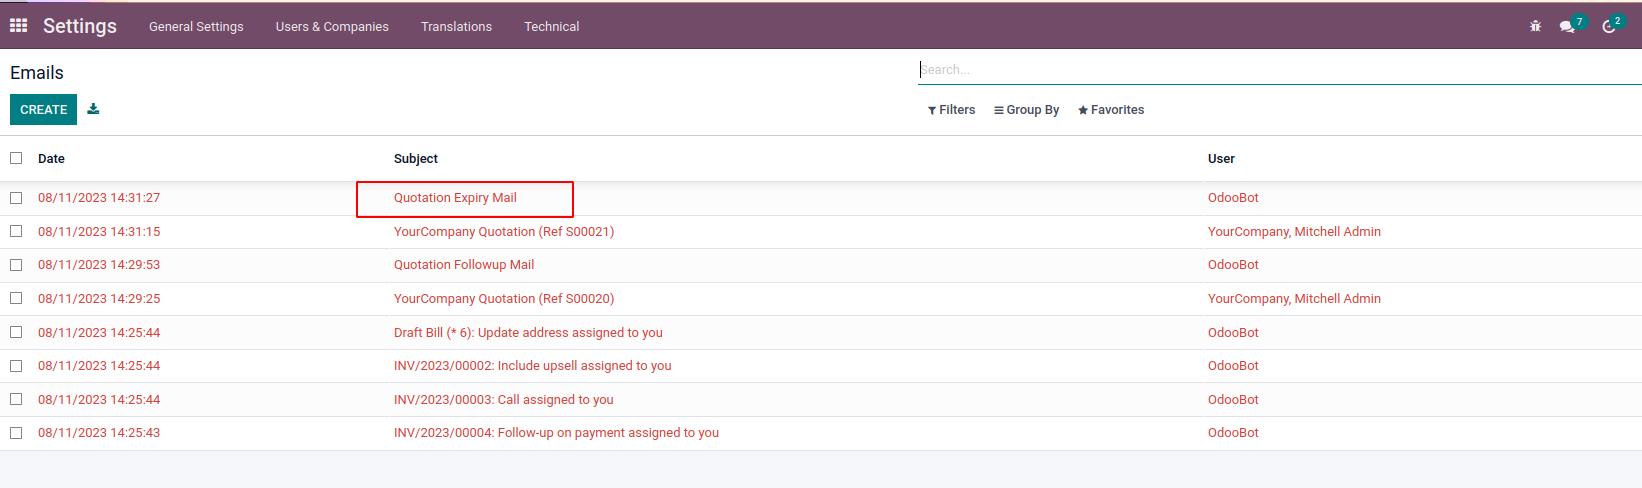 Settings General Settings Users & Companies Translations Technical 7 2
Emails Search...
CREATE Filters Group By Favorites
Date Subject User
08/11/2023 14:31:27 Quotation Expiry Mail OdooBot
08/11/2023 14:31:15 YourCompany Quotation (Ref S00021) YourCompany, Mitchell Admin
08/11/2023 14:29:53 Quotation Followup Mail OdooBot
08/11/2023 14:29:25 YourCompany Quotation (Ref S00020) YourCompany, Mitchell Admin
08/11/2023 14:25:44 Draft Bill (* 6): Update address assigned to you OdooBot
08/11/2023 14:25:44 INV/2023/00002: Include upsell assigned to you OdooBot
08/11/2023 14:25:44 INV/2023/00003: Call assigned to you OdooBot
08/11/2023 14:25:43 INV/2023/00004: Follow-up on payment assigned to you OdooBot